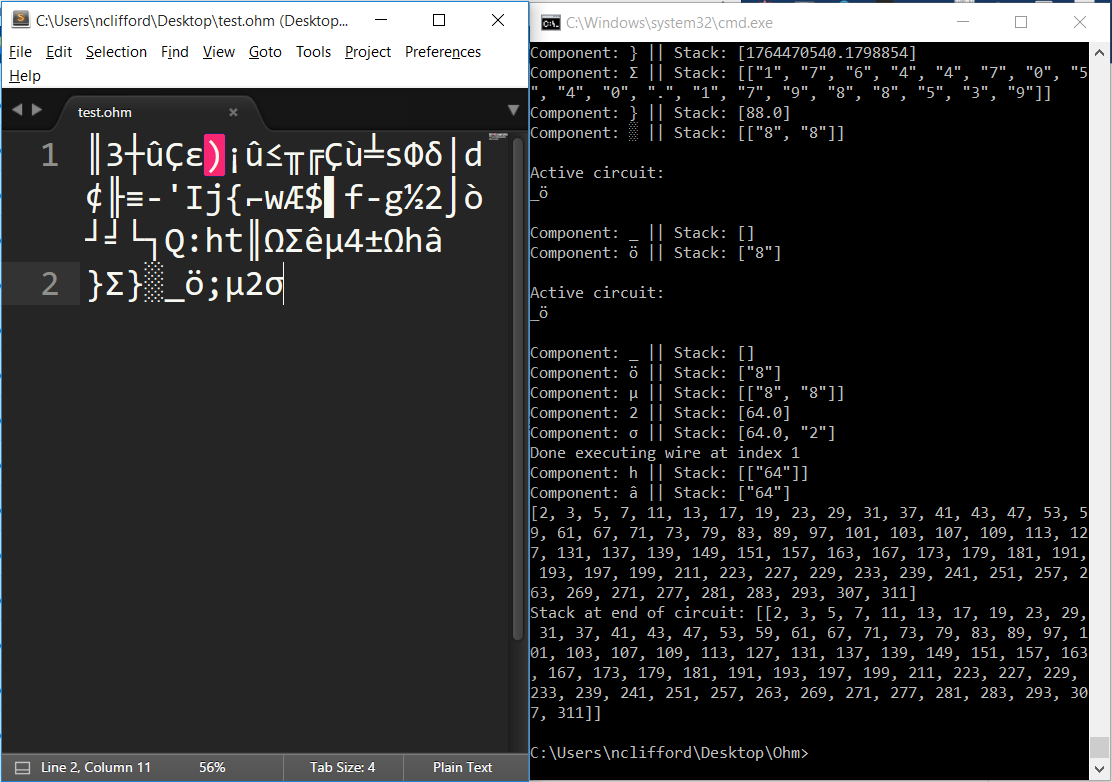 C:\Users\nclifford\Desktop\test.ohm (Desktop...
File Edit Selection Find View Goto Tools Project Preferences
Help
test.ohm
1 ║3┼ûÇε)¡û≤╥╔Çù╧sΦδ|d
¢╟≡-'Ij{⌐wÆ$▌f-g½2⌡ò
┘╛└┐Q:ht║ΩΣêµ4±Ωhâ
2 }Σ}░_ö;µ2σ
Line 2, Column 11 56% Tab Size: 4 Plain Text
C:\Windows\system32\cmd.exe
Component: } || Stack: [1764470540.1798854]
Component: Σ || Stack: [["1", "7", "6", "4", "4", "7", "0", "5
", "4", "0", ".", "1", "7", "9", "8", "8", "5", "3", "9"]]
Component: } || Stack: [88.0]
Component: ░ || Stack: [["8", "8"]]
Active circuit:
_ö
Component: _ || Stack: []
Component: ö || Stack: ["8"]
Active circuit:
_ö
Component: _ || Stack: []
Component: ö || Stack: ["8"]
Component: µ || Stack: [["8", "8"]]
Component: 2 || Stack: [64.0]
Component: σ || Stack: [64.0, "2"]
Done executing wire at index 1
Component: h || Stack: [["64"]]
Component: â || Stack: ["64"]
[2, 3, 5, 7, 11, 13, 17, 19, 23, 29, 31, 37, 41, 43, 47, 53, 5
9, 61, 67, 71, 73, 79, 83, 89, 97, 101, 103, 107, 109, 113, 12
7, 131, 137, 139, 149, 151, 157, 163, 167, 173, 179, 181, 191,
193, 197, 199, 211, 223, 227, 229, 233, 239, 241, 251, 257, 2
63, 269, 271, 277, 281, 283, 293, 307, 311]
Stack at end of circuit: [[2, 3, 5, 7, 11, 13, 17, 19, 23, 29,
31, 37, 41, 43, 47, 53, 59, 61, 67, 71, 73, 79, 83, 89, 97, 1
01, 103, 107, 109, 113, 127, 131, 137, 139, 149, 151, 157, 163
, 167, 173, 179, 181, 191, 193, 197, 199, 211, 223, 227, 229,
233, 239, 241, 251, 257, 263, 269, 271, 277, 281, 283, 293, 30
7, 311]]
C:\Users\nclifford\Desktop\Ohm>